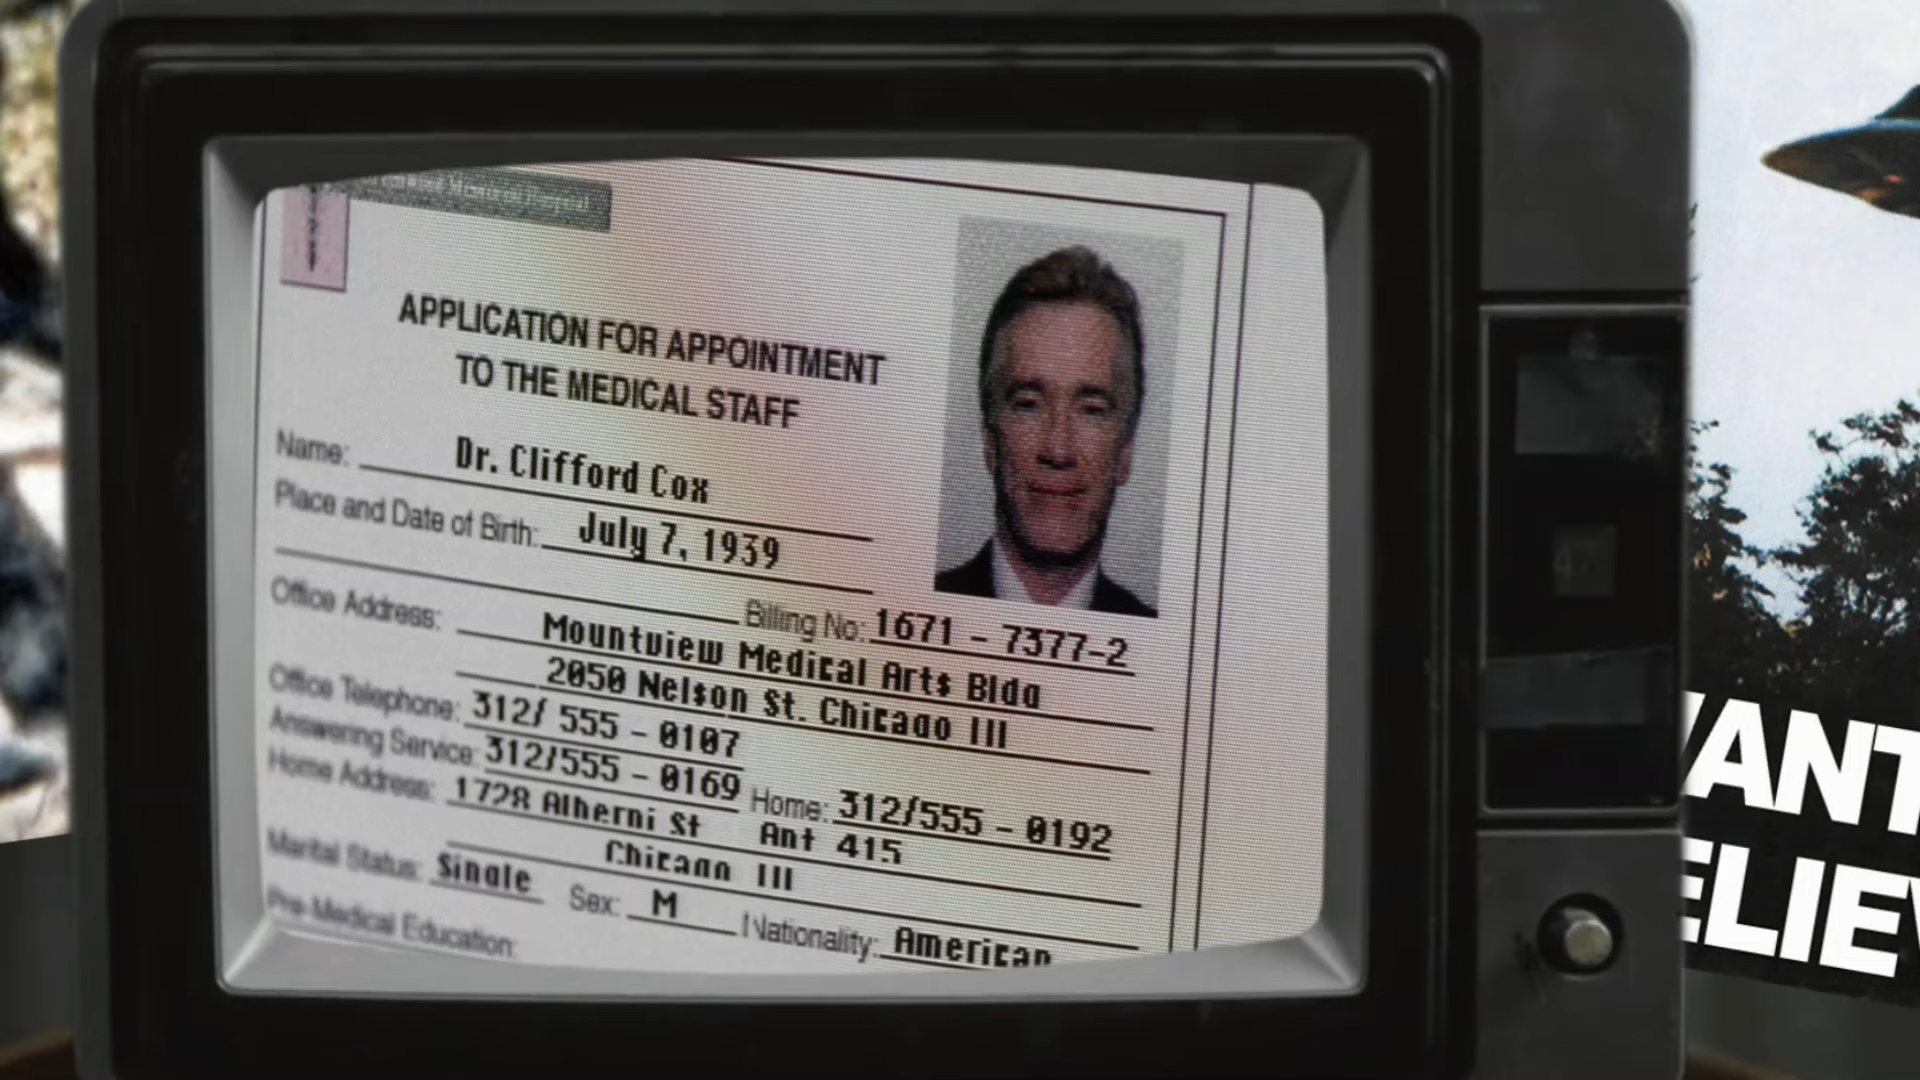 Hospital
APPLICATION FOR APPOINTMENT
TO THE MEDICAL STAFF
Name: Dr. Clifford Cox
Place and Date of Birth: July 7, 1939
Billing No: 1671 - 7377-2
Office Address: Mountview Medical Arts Bldg
2050 Nelson St. Chicago Ill
Office Telephone: 312/ 555 - 0107
Answering Service: 312/555 - 0169 Home: 312/555 - 0192
Home Address: 1728 St Apt 415
Chicago Ill
Marital Status: Single Sex: M Nationality: American
Pre-Medical Education:
47
WANT
ELIEV